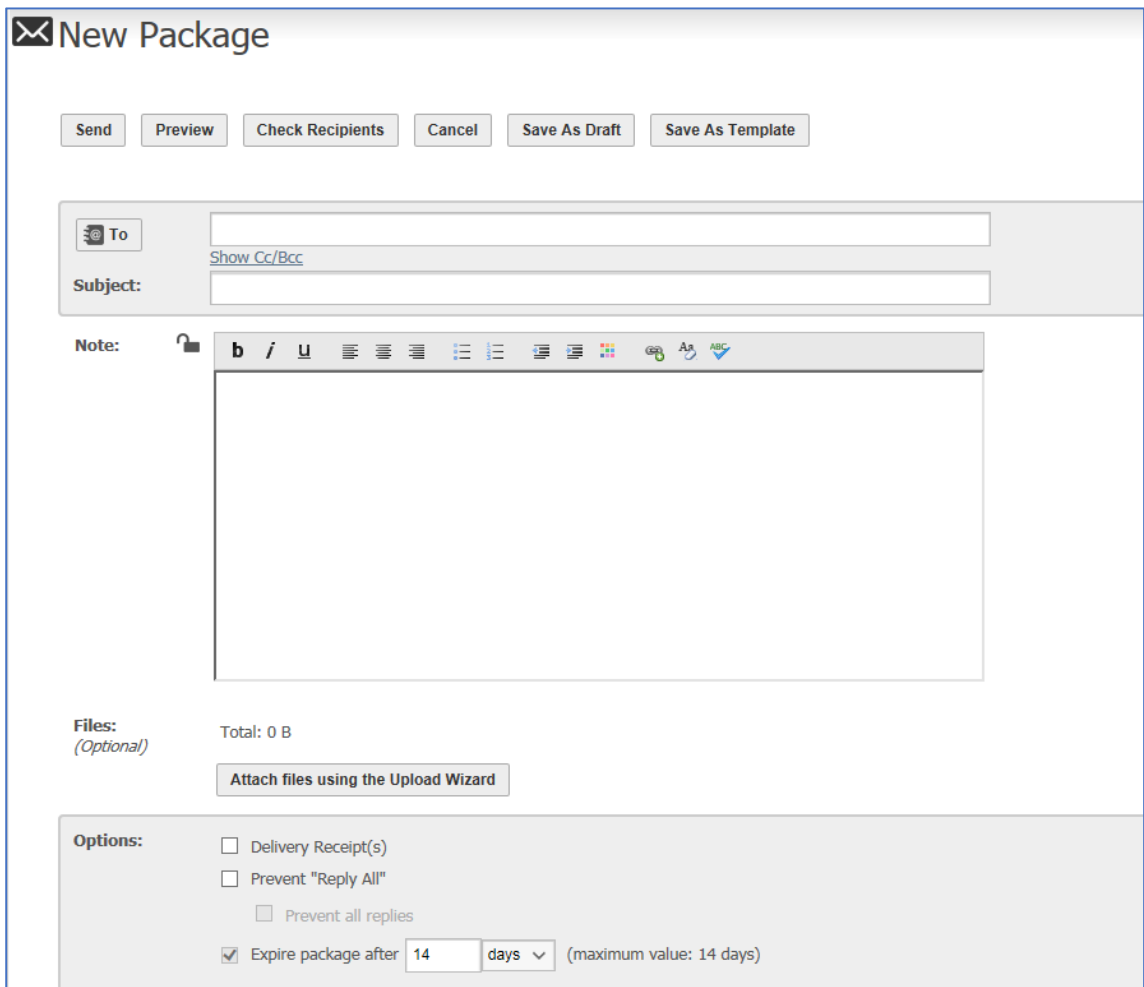 New Package
Send Preview Check Recipients Cancel Save As Draft Save As Template
To
Show Cc/Bcc
Subject:
Note: b i u ABC
Files:
(Optional)
Total: 0 B
Attach files using the Upload Wizard
Options:
Delivery Receipt(s)
Prevent "Reply All"
Prevent all replies
Expire package after 14 days (maximum value: 14 days)